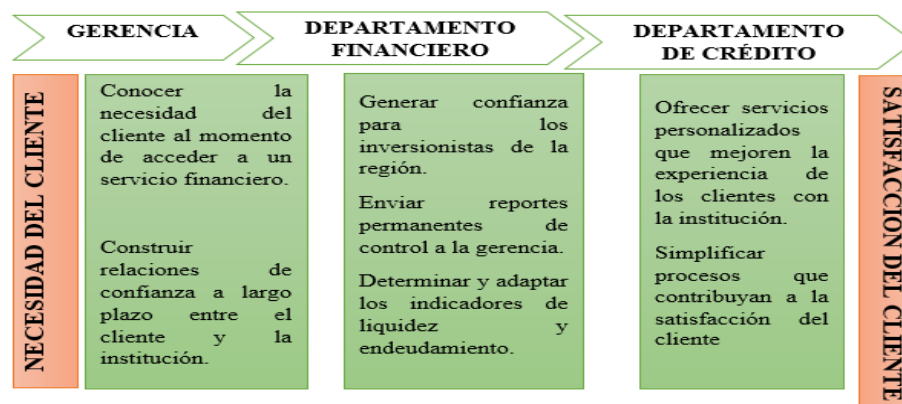 GERENCIA
DEPARTAMENTO
FINANCIERO
DEPARTAMENTO
DE CRÉDITO
NECESIDAD DEL CLIENTE
Conocer la
necesidad del
cliente al momento
de acceder a un
servicio financiero.
Construir
relaciones de
confianza a largo
plazo entre el
cliente y la
institución.
Generar confianza
para los
inversionistas de la
región.
Enviar reportes
permanentes de
control a la gerencia.
Determinar y adaptar
los indicadores de
liquidez y
endeudamiento.
Ofrecer servicios
personalizados
que mejoren la
experiencia de
los clientes con
la institución.
Simplificar
procesos que
contribuyan a la
satisfacción del
cliente
SATISFACCION DEL CLIENTE